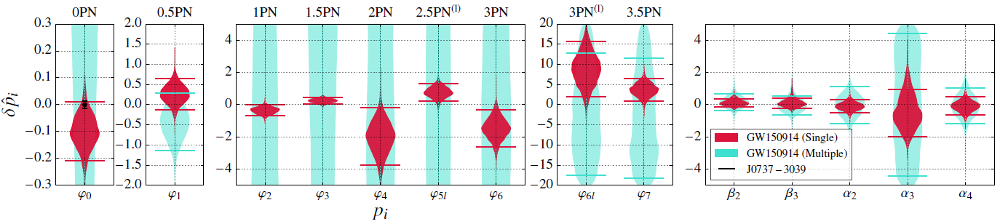 0PN 0.5PN 1PN 1.5PN 2PN 2.5PN^(l) 3PN 3PN^(l) 3.5PN
0.3 2.0 4 20 4
0.2 1.5 15
0.1 1.0 2 10 2
0.5 5
0.0 0.0 0 0 0
−0.1 −0.5 −5
−1.0 −2 −10 −2
−0.2 −1.5 −4 −15 −4
−0.3 −2.0 −20
δp̂i
GW150914 (Single)
GW150914 (Multiple)
J0737−3039
φ0 φ1 φ2 φ3 φ4 φ5l φ6 φ6l φ7 β2 β3 α2 α3 α4
pi